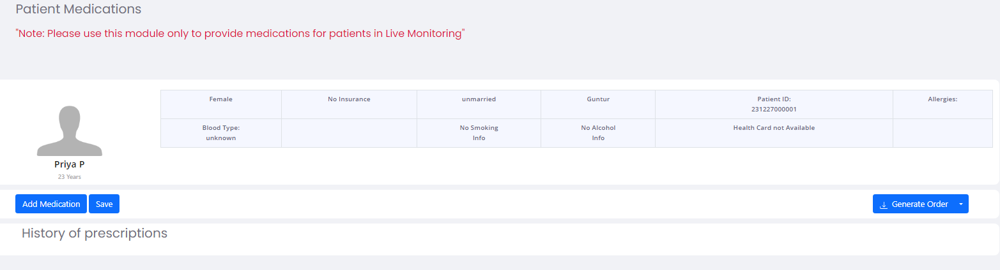 Patient Medications
"Note: Please use this module only to provide medications for patients in Live Monitoring"
Female
No Insurance
unmarried
Guntur
Patient ID:
231227000001
Allergies:
Blood Type:
unknown
No Smoking
Info
No Alcohol
Info
Health Card not Available
Priya P
23 Years
Add Medication
Save
Generate Order
History of prescriptions